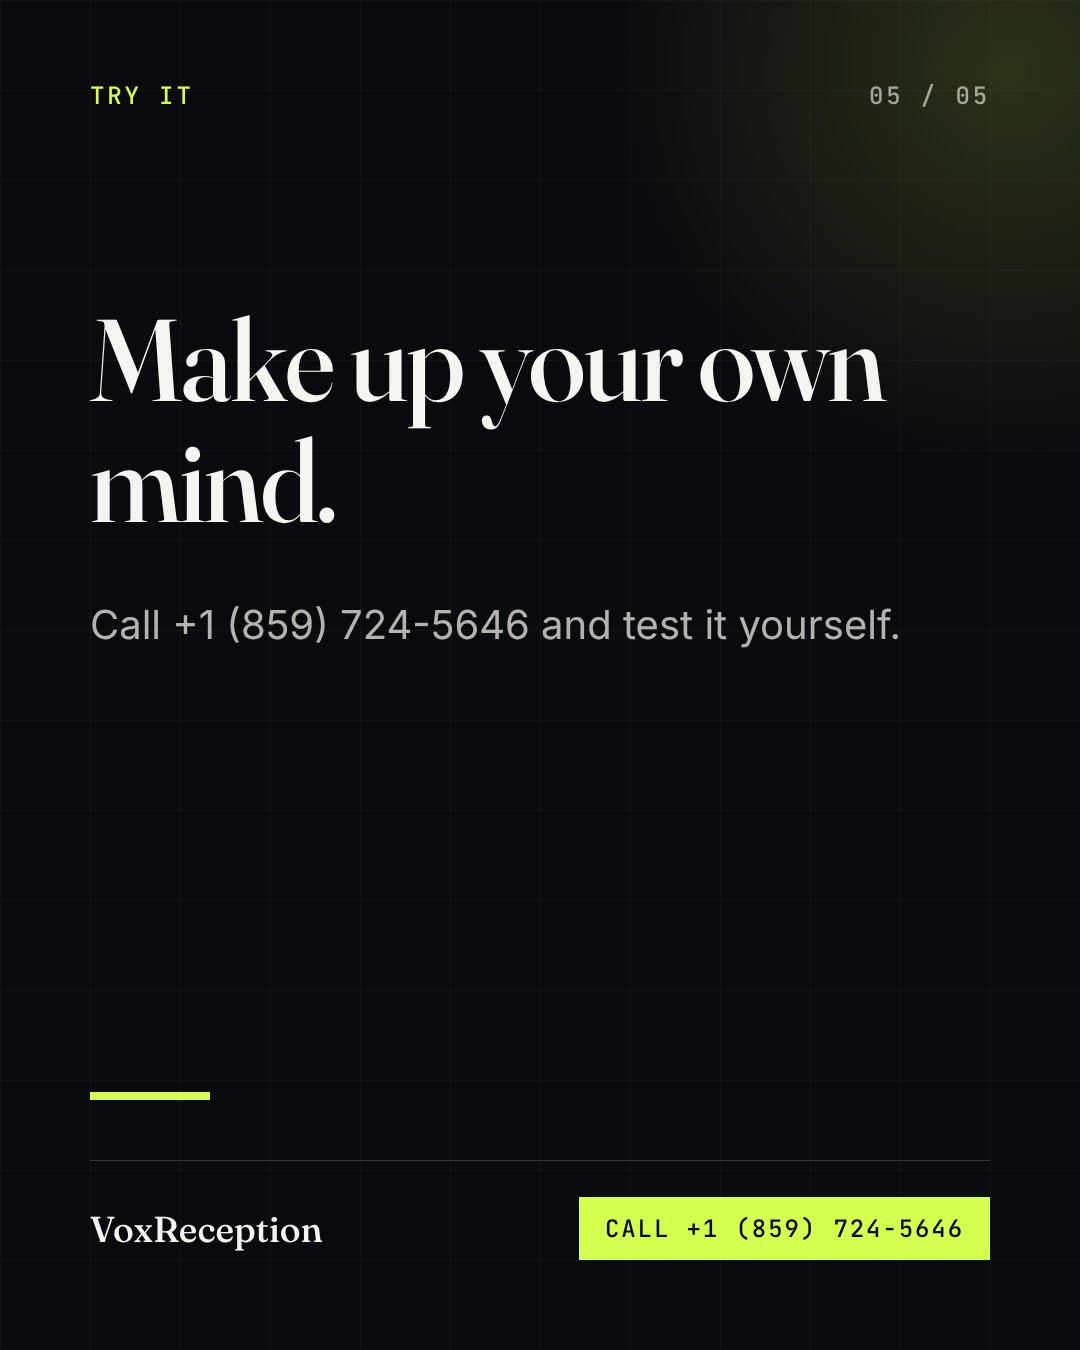 TRY IT
05 / 05
Make up your own
mind.
Call +1 (859) 724-5646 and test it yourself.
VoxReception
CALL +1 (859) 724-5646